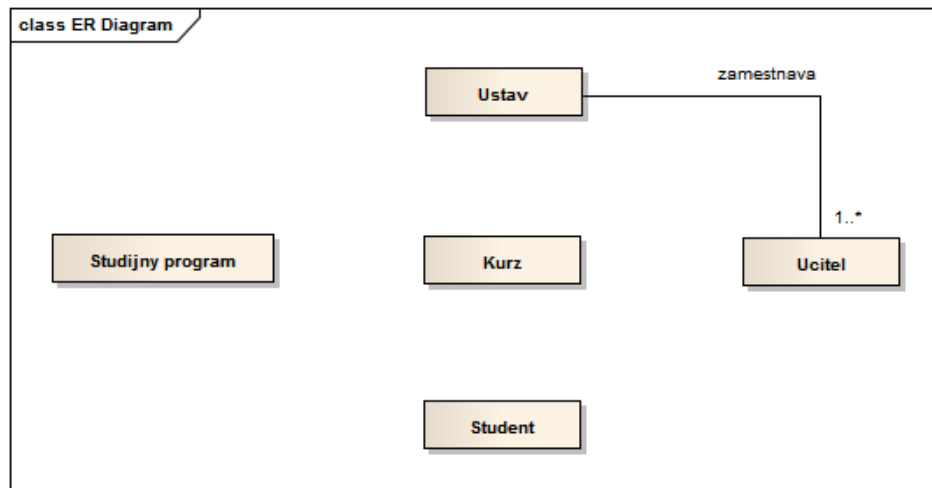 class ER Diagram
zamestnava
Ustav
1..*
Studijny program
Kurz
Ucitel
Student